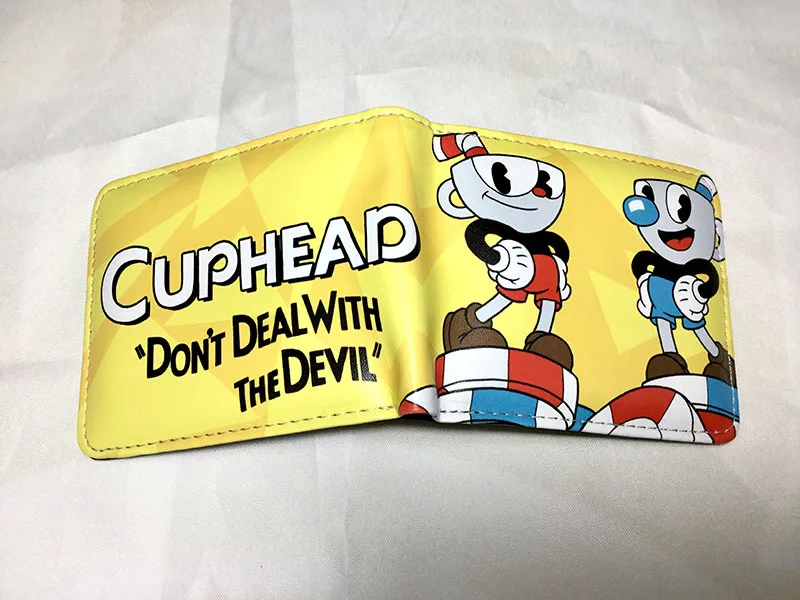 CUPHEAD
"DON'T DEAL WITH
THE DEVIL"